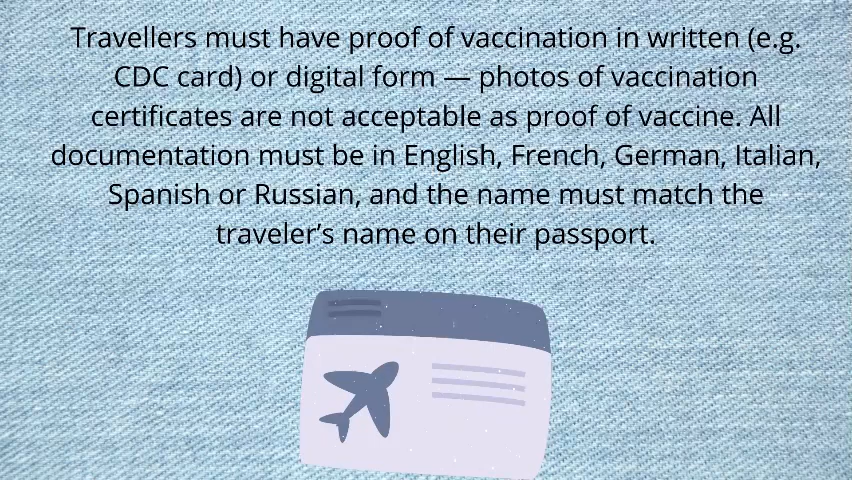 Travellers must have proof of vaccination in written (e.g.
CDC card) or digital form — photos of vaccination
certificates are not acceptable as proof of vaccine. All
documentation must be in English, French, German, Italian,
Spanish or Russian, and the name must match the
traveler’s name on their passport.